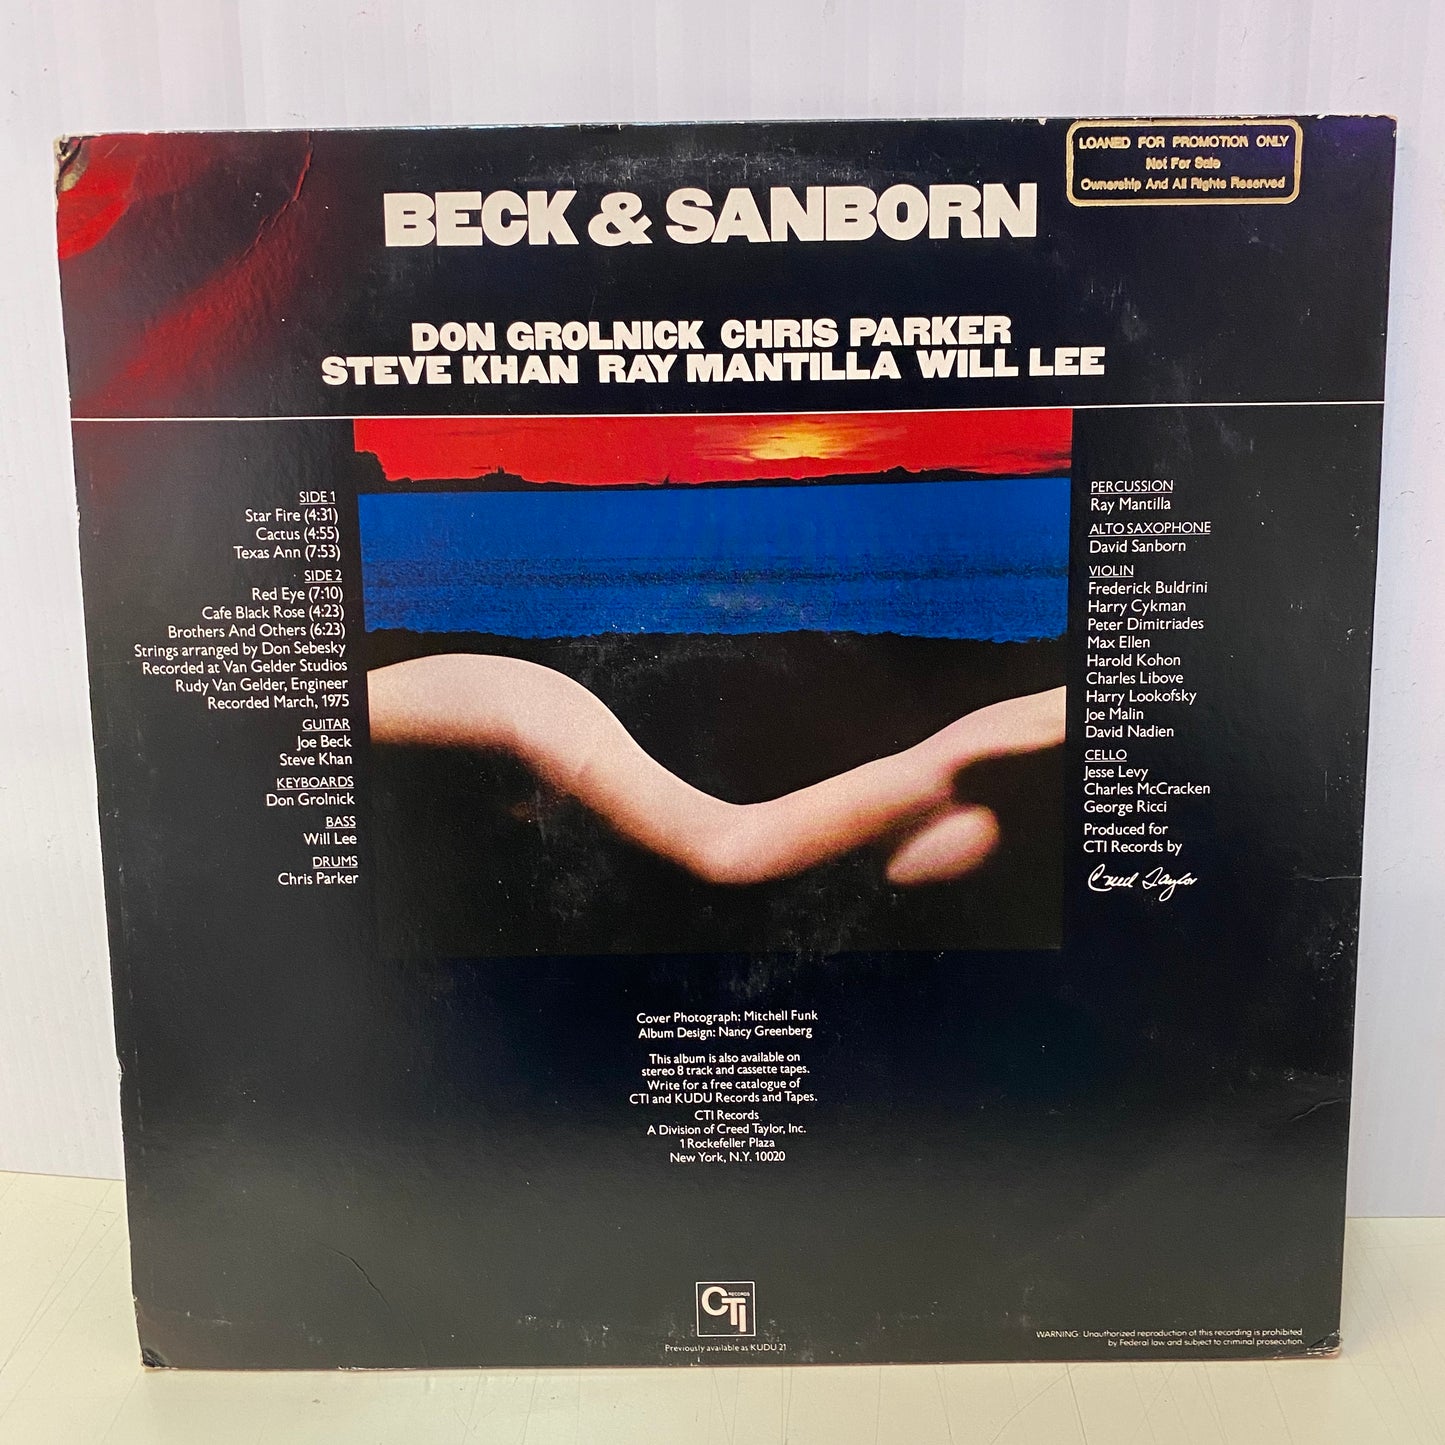 LOANED FOR PROMOTION ONLY
Not For Sale
Ownership And All Rights Reserved
BECK & SANBORN
DON GROLNICK CHRIS PARKER
STEVE KHAN RAY MANTILLA WILL LEE
SIDE 1
Star Fire (4:31)
Cactus (4:55)
Texas Ann (7:53)
SIDE 2
Red Eye (7:10)
Cafe Black Rose (4:23)
Brothers And Others (6:23)
Strings arranged by Don Sebesky
Recorded at Van Gelder Studios
Rudy Van Gelder, Engineer
Recorded March, 1975
GUITAR
Joe Beck
Steve Khan
KEYBOARDS
Don Grolnick
BASS
Will Lee
DRUMS
Chris Parker
PERCUSSION
Ray Mantilla
ALTO SAXOPHONE
David Sanborn
VIOLIN
Frederick Buldrini
Harry Cykman
Peter Dimitriades
Max Ellen
Harold Kohon
Charles Libove
Harry Lookofsky
Joe Malin
David Nadien
CELLO
Jesse Levy
Charles McCracken
George Ricci
Produced for
CTI Records by
Creed Taylor
Cover Photograph: Mitchell Funk
Album Design: Nancy Greenberg
This album is also available on
stereo 8 track and cassette tapes.
Write for a free catalogue of
CTI and KUDU Records and Tapes.
CTI Records
A Division of Creed Taylor, Inc.
1 Rockefeller Plaza
New York, N.Y. 10020
CTI RECORDS
Previously available as KUDU 21
WARNING: Unauthorized reproduction of this recording is prohibited
by Federal law and subject to criminal prosecution.